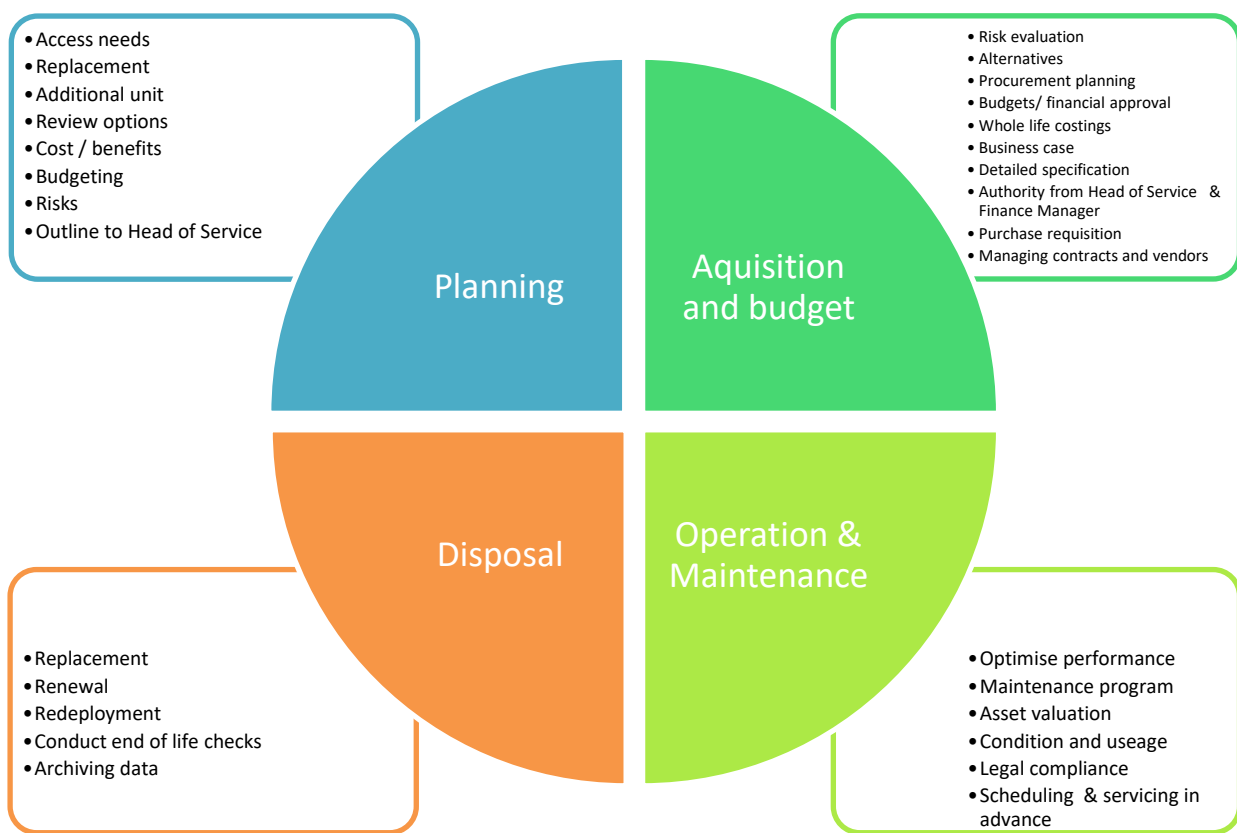 • Access needs
• Replacement
• Additional unit
• Review options
• Cost / benefits
• Budgeting
• Risks
• Outline to Head of Service
• Risk evaluation
• Alternatives
• Procurement planning
• Budgets/ financial approval
• Whole life costings
• Business case
• Detailed specification
• Authority from Head of Service &
Finance Manager
• Purchase requisition
• Managing contracts and vendors
Planning
Aquisition
and budget
Disposal
Operation &
Maintenance
• Replacement
• Renewal
• Redeployment
• Conduct end of life checks
• Archiving data
• Optimise performance
• Maintenance program
• Asset valuation
• Condition and useage
• Legal compliance
• Scheduling & servicing in
advance